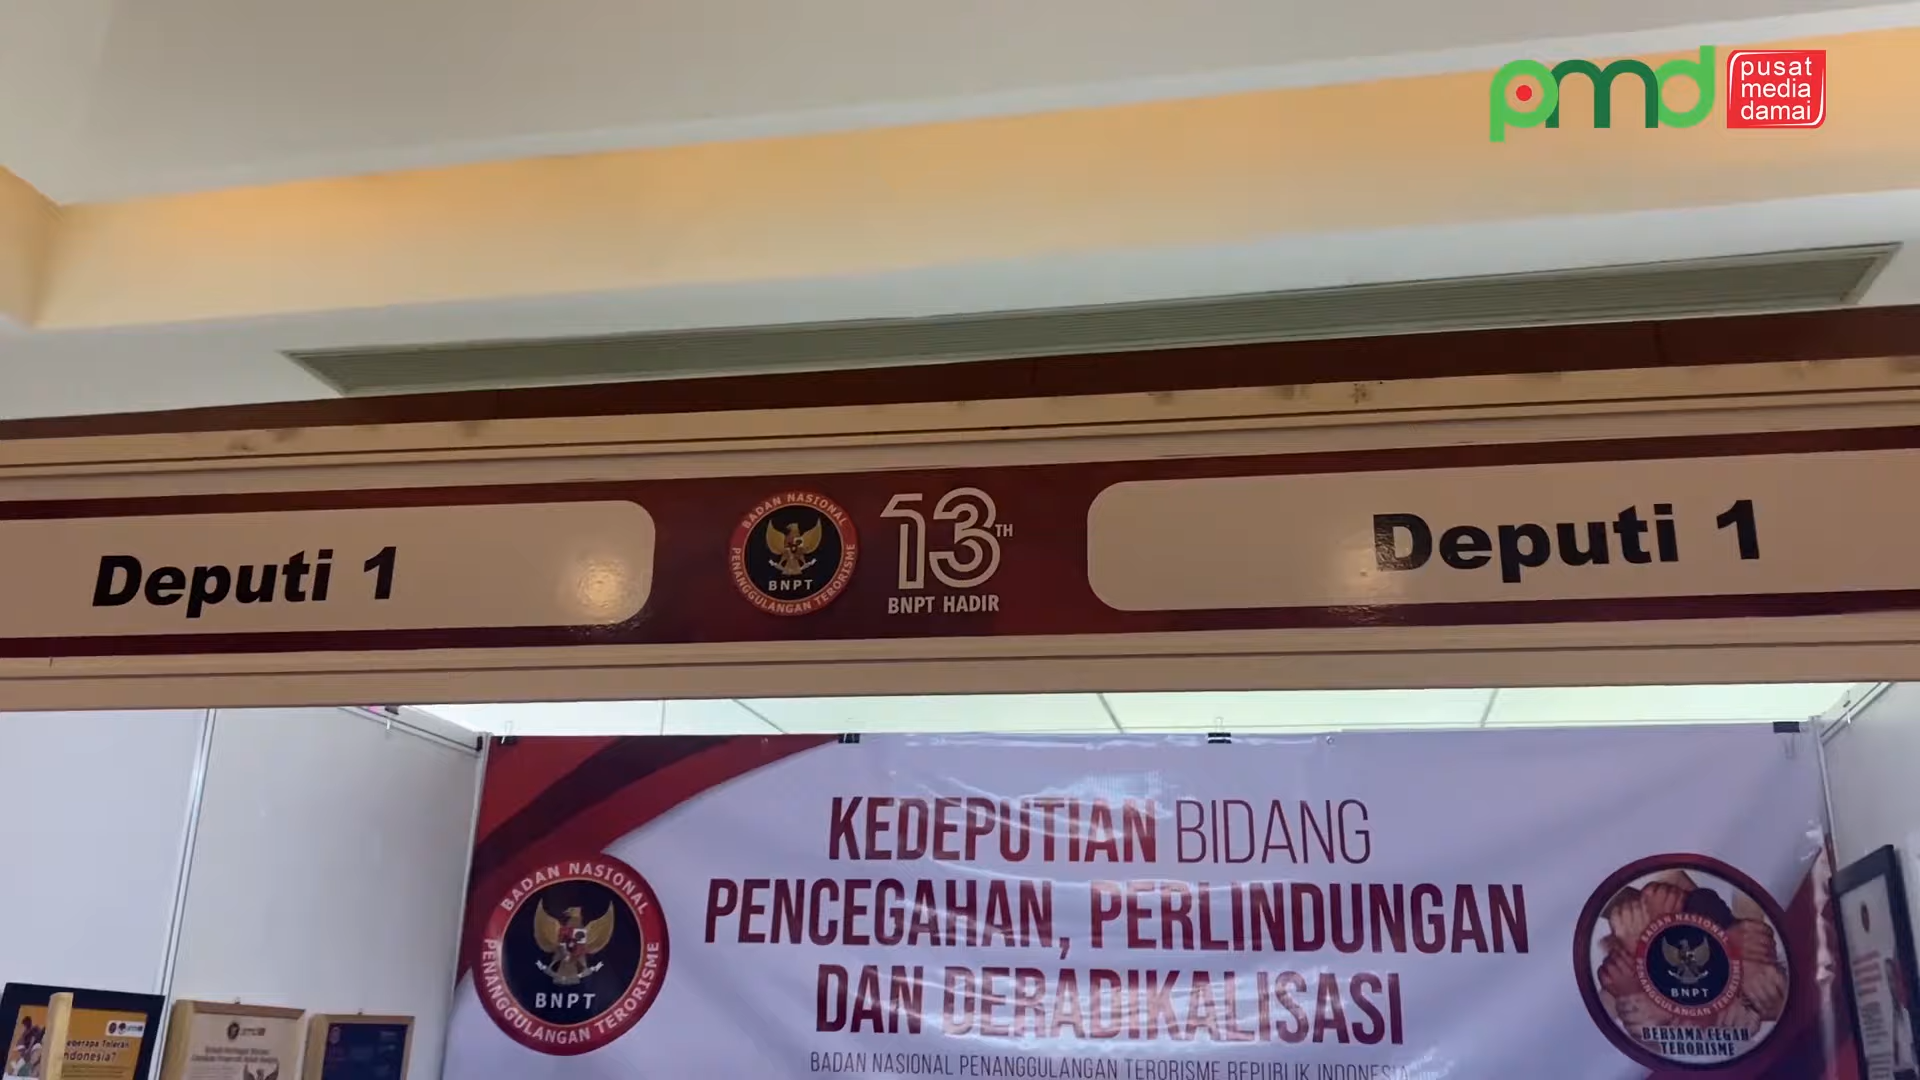 pmd
pusat
media
damai
Deputi 1
BADAN NASIONAL
PENANGGULANGAN TERORISME
BNPT
13TH
BNPT HADIR
Deputi 1
KEDEPUTIAN BIDANG
PENCEGAHAN, PERLINDUNGAN
DAN DERADIKALISASI
BADAN NASIONAL PENANGGULANGAN TERORISME REPUBLIK INDONESIA
BADAN NASIONAL
PENANGGULANGAN TERORISME
BNPT
BADAN NASIONAL
PENANGGULANGAN TERORISME
BNPT
BERSAMA CEGAH
TERORISME
Toleran
Indonesia?